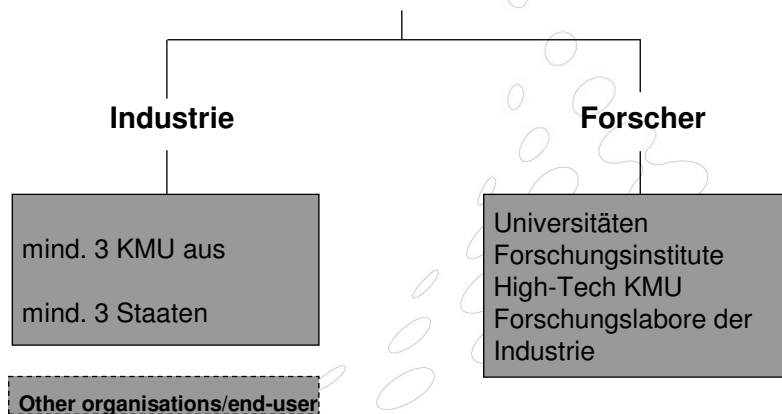 Industrie
mind. 3 KMU aus
mind. 3 Staaten
Other organisations/end-user
Forscher
Universitäten
Forschungsinstitute
High-Tech KMU
Forschungslabore der
Industrie